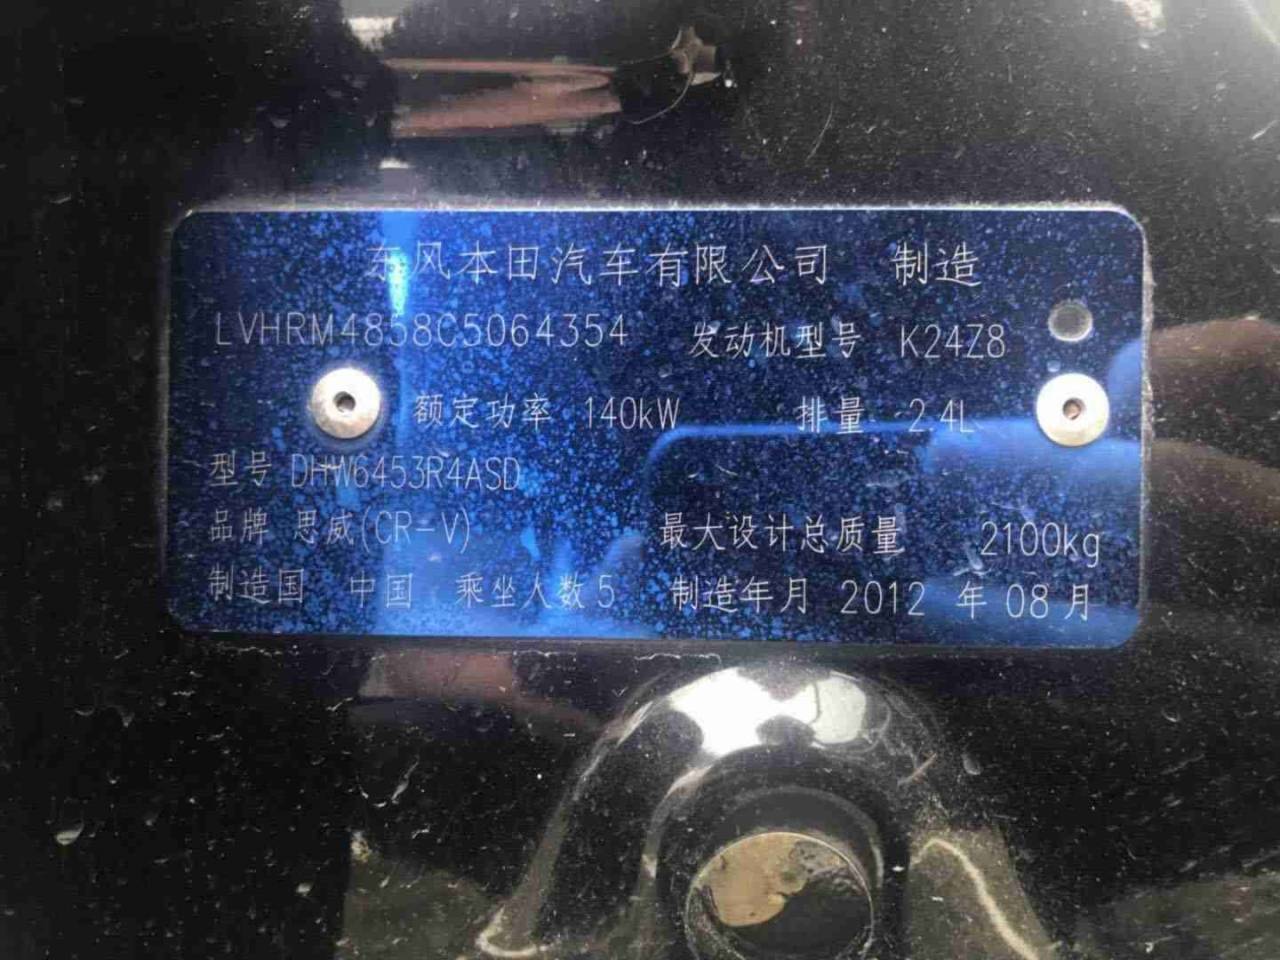 东风本田汽车有限公司 制造
LVHRM4858C5064354 发动机型号 K24Z8
额定功率 140kW 排量 2.4L
型号 DHW6453R4ASD
品牌 思威(CR-V) 最大设计总质量 2100kg
制造国 中国 乘坐人数5 制造年月 2012 年 08 月